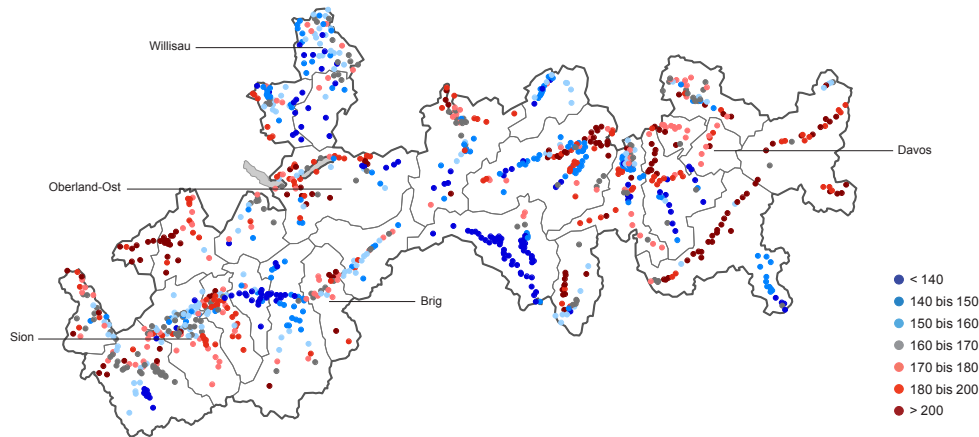 Willisau
Davos
Oberland-Ost
Brig
Sion
< 140
140 bis 150
150 bis 160
160 bis 170
170 bis 180
180 bis 200
> 200